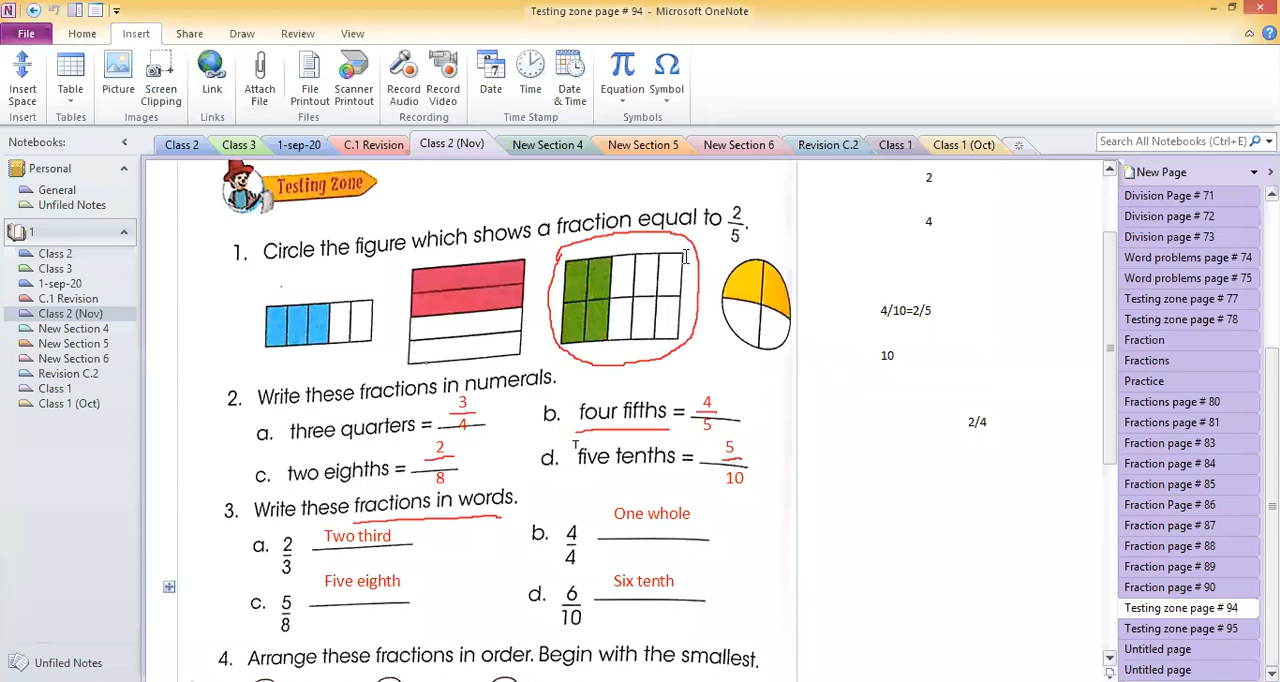 Testing zone page # 94 - Microsoft OneNote
File Home Insert Share Draw Review View
Insert Space Table Picture Screen Clipping Link Attach File File Printout Scanner Printout Record Audio Record Video Date Time Date & Time Equation Symbol
Insert Tables Images Links Files Recording Time Stamp Symbols
Notebooks:
Class 2 Class 3 1-sep-20 C.1 Revision Class 2 (Nov) New Section 4 New Section 5 New Section 6 Revision C.2 Class 1 Class 1 (Oct)
Search All Notebooks (Ctrl+E)
Personal
General
Unfiled Notes
1
Class 2
Class 3
1-sep-20
C.1 Revision
Class 2 (Nov)
New Section 4
New Section 5
New Section 6
Revision C.2
Class 1
Class 1 (Oct)
Unfiled Notes
Testing Zone
1. Circle the figure which shows a fraction equal to 2/5.
2. Write these fractions in numerals.
a. three quarters = 3/4
b. four fifths = 4/5
c. two eighths = 2/8
d. five tenths = 5/10
T
3. Write these fractions in words.
a. 2/3 Two third
b. 4/4 One whole
c. 5/8 Five eighth
d. 6/10 Six tenth
4. Arrange these fractions in order. Begin with the smallest.
2
4
4/10=2/5
10
2/4
New Page
Division Page # 71
Division page # 72
Division page # 73
Word problems page # 74
Word problems page # 75
Testing zone page # 77
Testing zone page # 78
Fraction
Fractions
Practice
Fractions page # 80
Fractions page # 81
Fraction page # 83
Fraction page # 84
Fraction page # 85
Fraction Page # 86
Fraction page # 87
Fraction page # 88
Fraction page # 89
Fraction page # 90
Testing zone page # 94
Testing zone page # 95
Untitled page
Untitled page